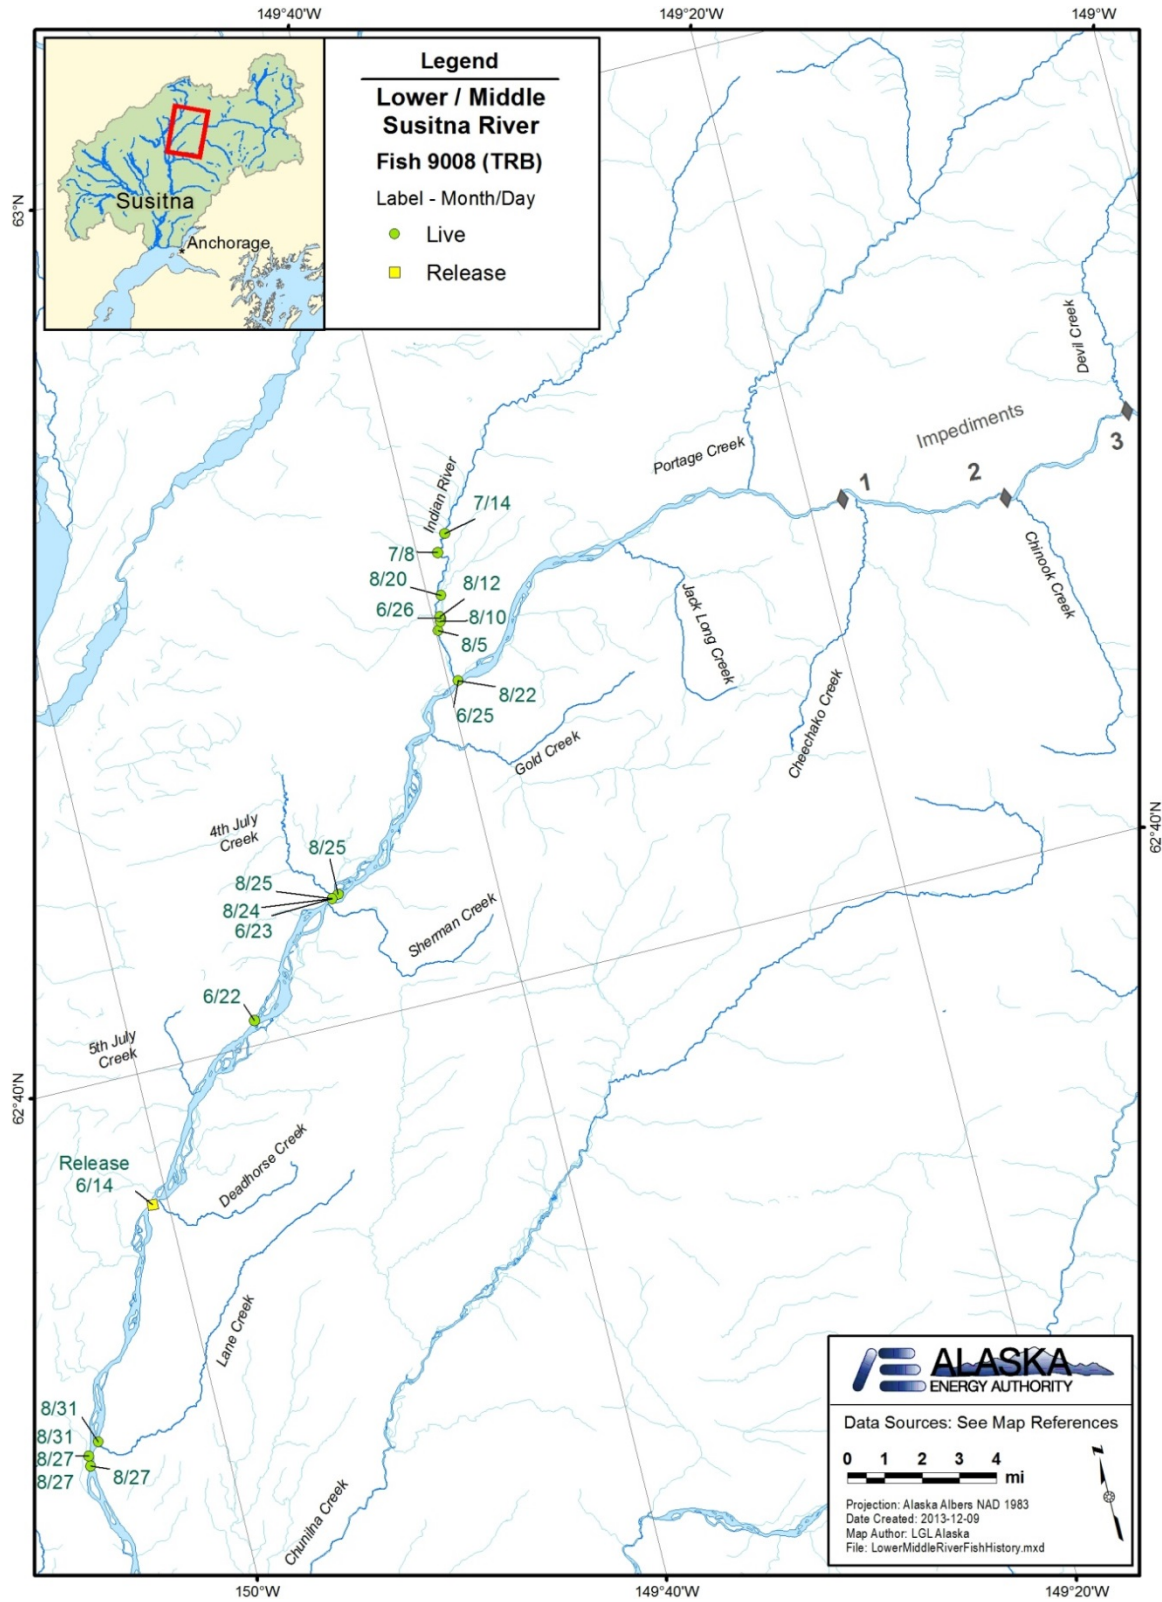 149°40'W
149°20'W
149°W
Legend
Lower / Middle
Susitna River
Fish 9008 (TRB)
Label - Month/Day
Live
Release
Susitna
Anchorage
63°N
Devil Creek
Impediments
3
2
1
Portage Creek
Indian River
7/14
7/8
8/20
8/12
6/26
8/10
8/5
8/22
6/25
Jack Long Creek
Chinook Creek
Cheechako Creek
Gold Creek
4th July
Creek
8/25
8/25
8/24
6/23
Sherman Creek
62°40'N
6/22
5th July
Creek
62°40'N
Release
6/14
Deadhorse Creek
Lane Creek
8/31
8/31
8/27
8/27
8/27
Chunilna Creek
ALASKA
ENERGY AUTHORITY
Data Sources: See Map References
0 1 2 3 4
mi
Projection: Alaska Albers NAD 1983
Date Created: 2013-12-09
Map Author: LGL Alaska
File: LowerMiddleRiverFishHistory.mxd
N
150°W
149°40'W
149°20'W